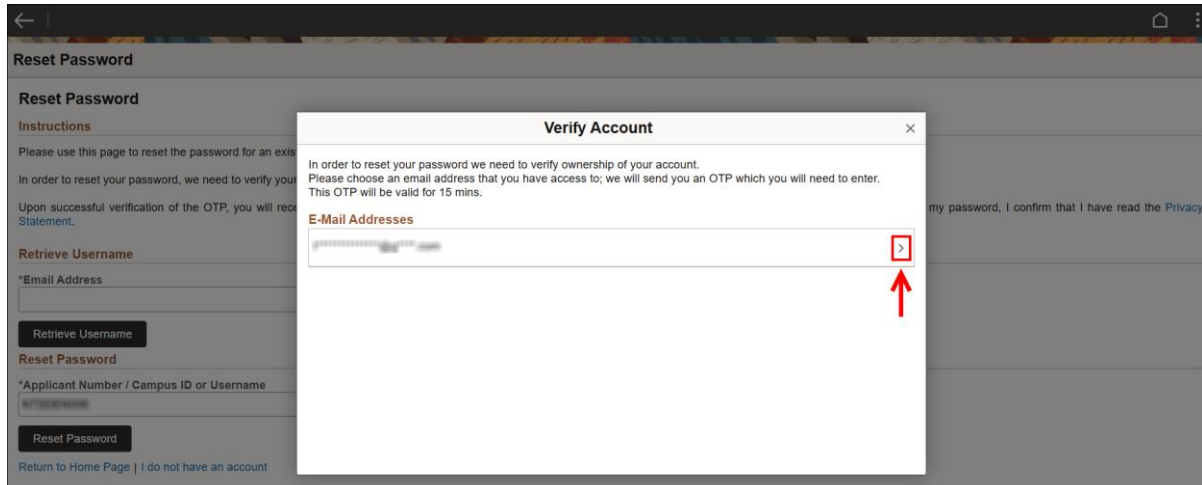 Reset Password
Reset Password
Instructions
Please use this page to reset the password for an exis
In order to reset your password, we need to verify your
Upon successful verification of the OTP, you will rece
my password, I confirm that I have read the Privacy
Statement.
Retrieve Username
*Email Address
Retrieve Username
Reset Password
*Applicant Number / Campus ID or Username
Reset Password
Return to Home Page | I do not have an account
Verify Account
In order to reset your password we need to verify ownership of your account.
Please choose an email address that you have access to; we will send you an OTP which you will need to enter.
This OTP will be valid for 15 mins.
E-Mail Addresses